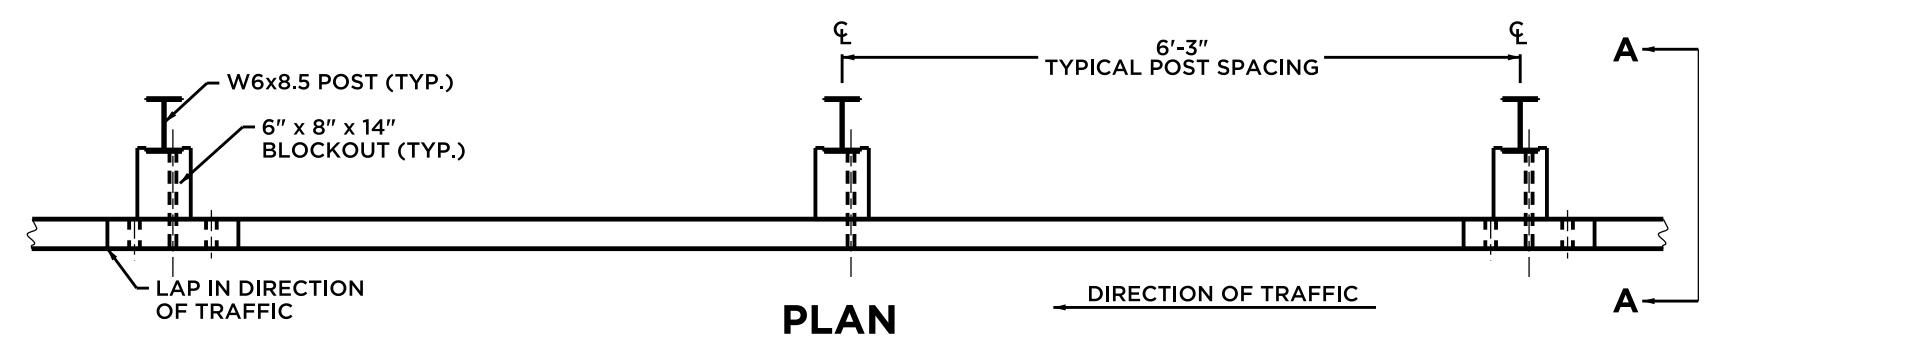 ℄
℄
6'-3"
TYPICAL POST SPACING
A
W6x8.5 POST (TYP.)
6" x 8" x 14"
BLOCKOUT (TYP.)
LAP IN DIRECTION
OF TRAFFIC
DIRECTION OF TRAFFIC
A
PLAN